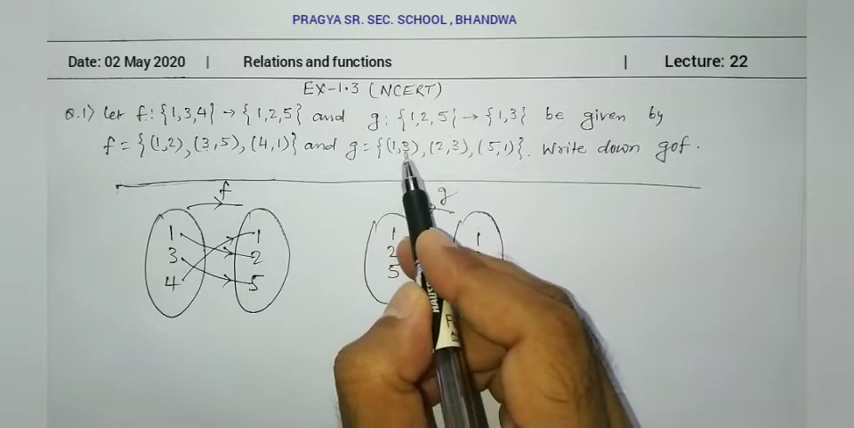 PRAGYA SR. SEC. SCHOOL , BHANDWA
Date: 02 May 2020 | Relations and functions | Lecture: 22
EX-1.3 (NCERT)
Q.1) Let f: {1,3,4} → {1,2,5} and g: {1,2,5} → {1,3} be given by
f = {(1,2), (3,5), (4,1)} and g = {(1,3), (2,3), (5,1)}. Write down gof.
f g
1 1 1 1
3 2 2
4 5 5